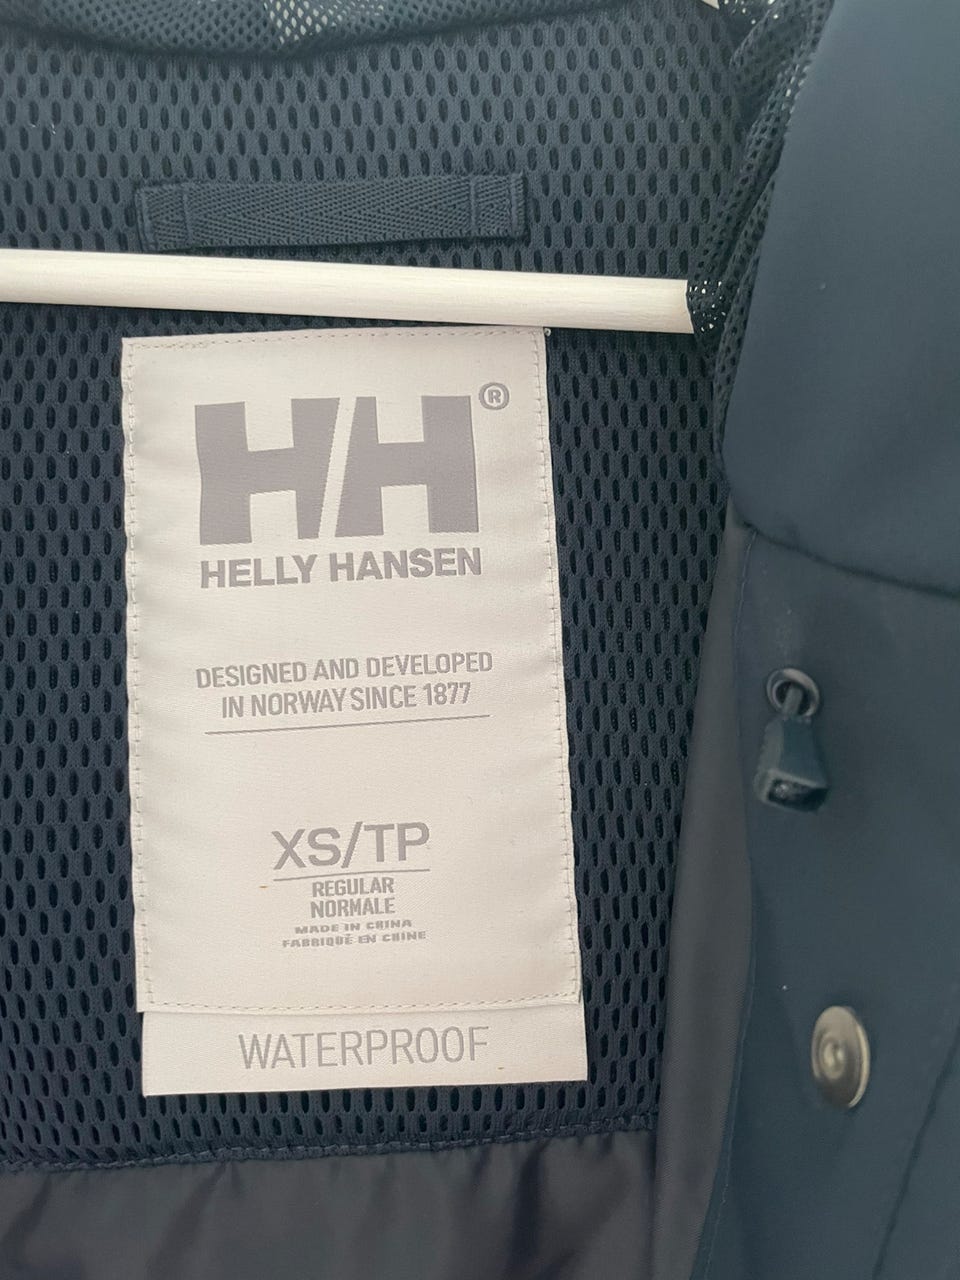 HH®
HELLY HANSEN
DESIGNED AND DEVELOPED
IN NORWAY SINCE 1877
XS/TP
REGULAR
NORMALE
MADE IN CHINA
FABRIQUÉ EN CHINE
WATERPROOF